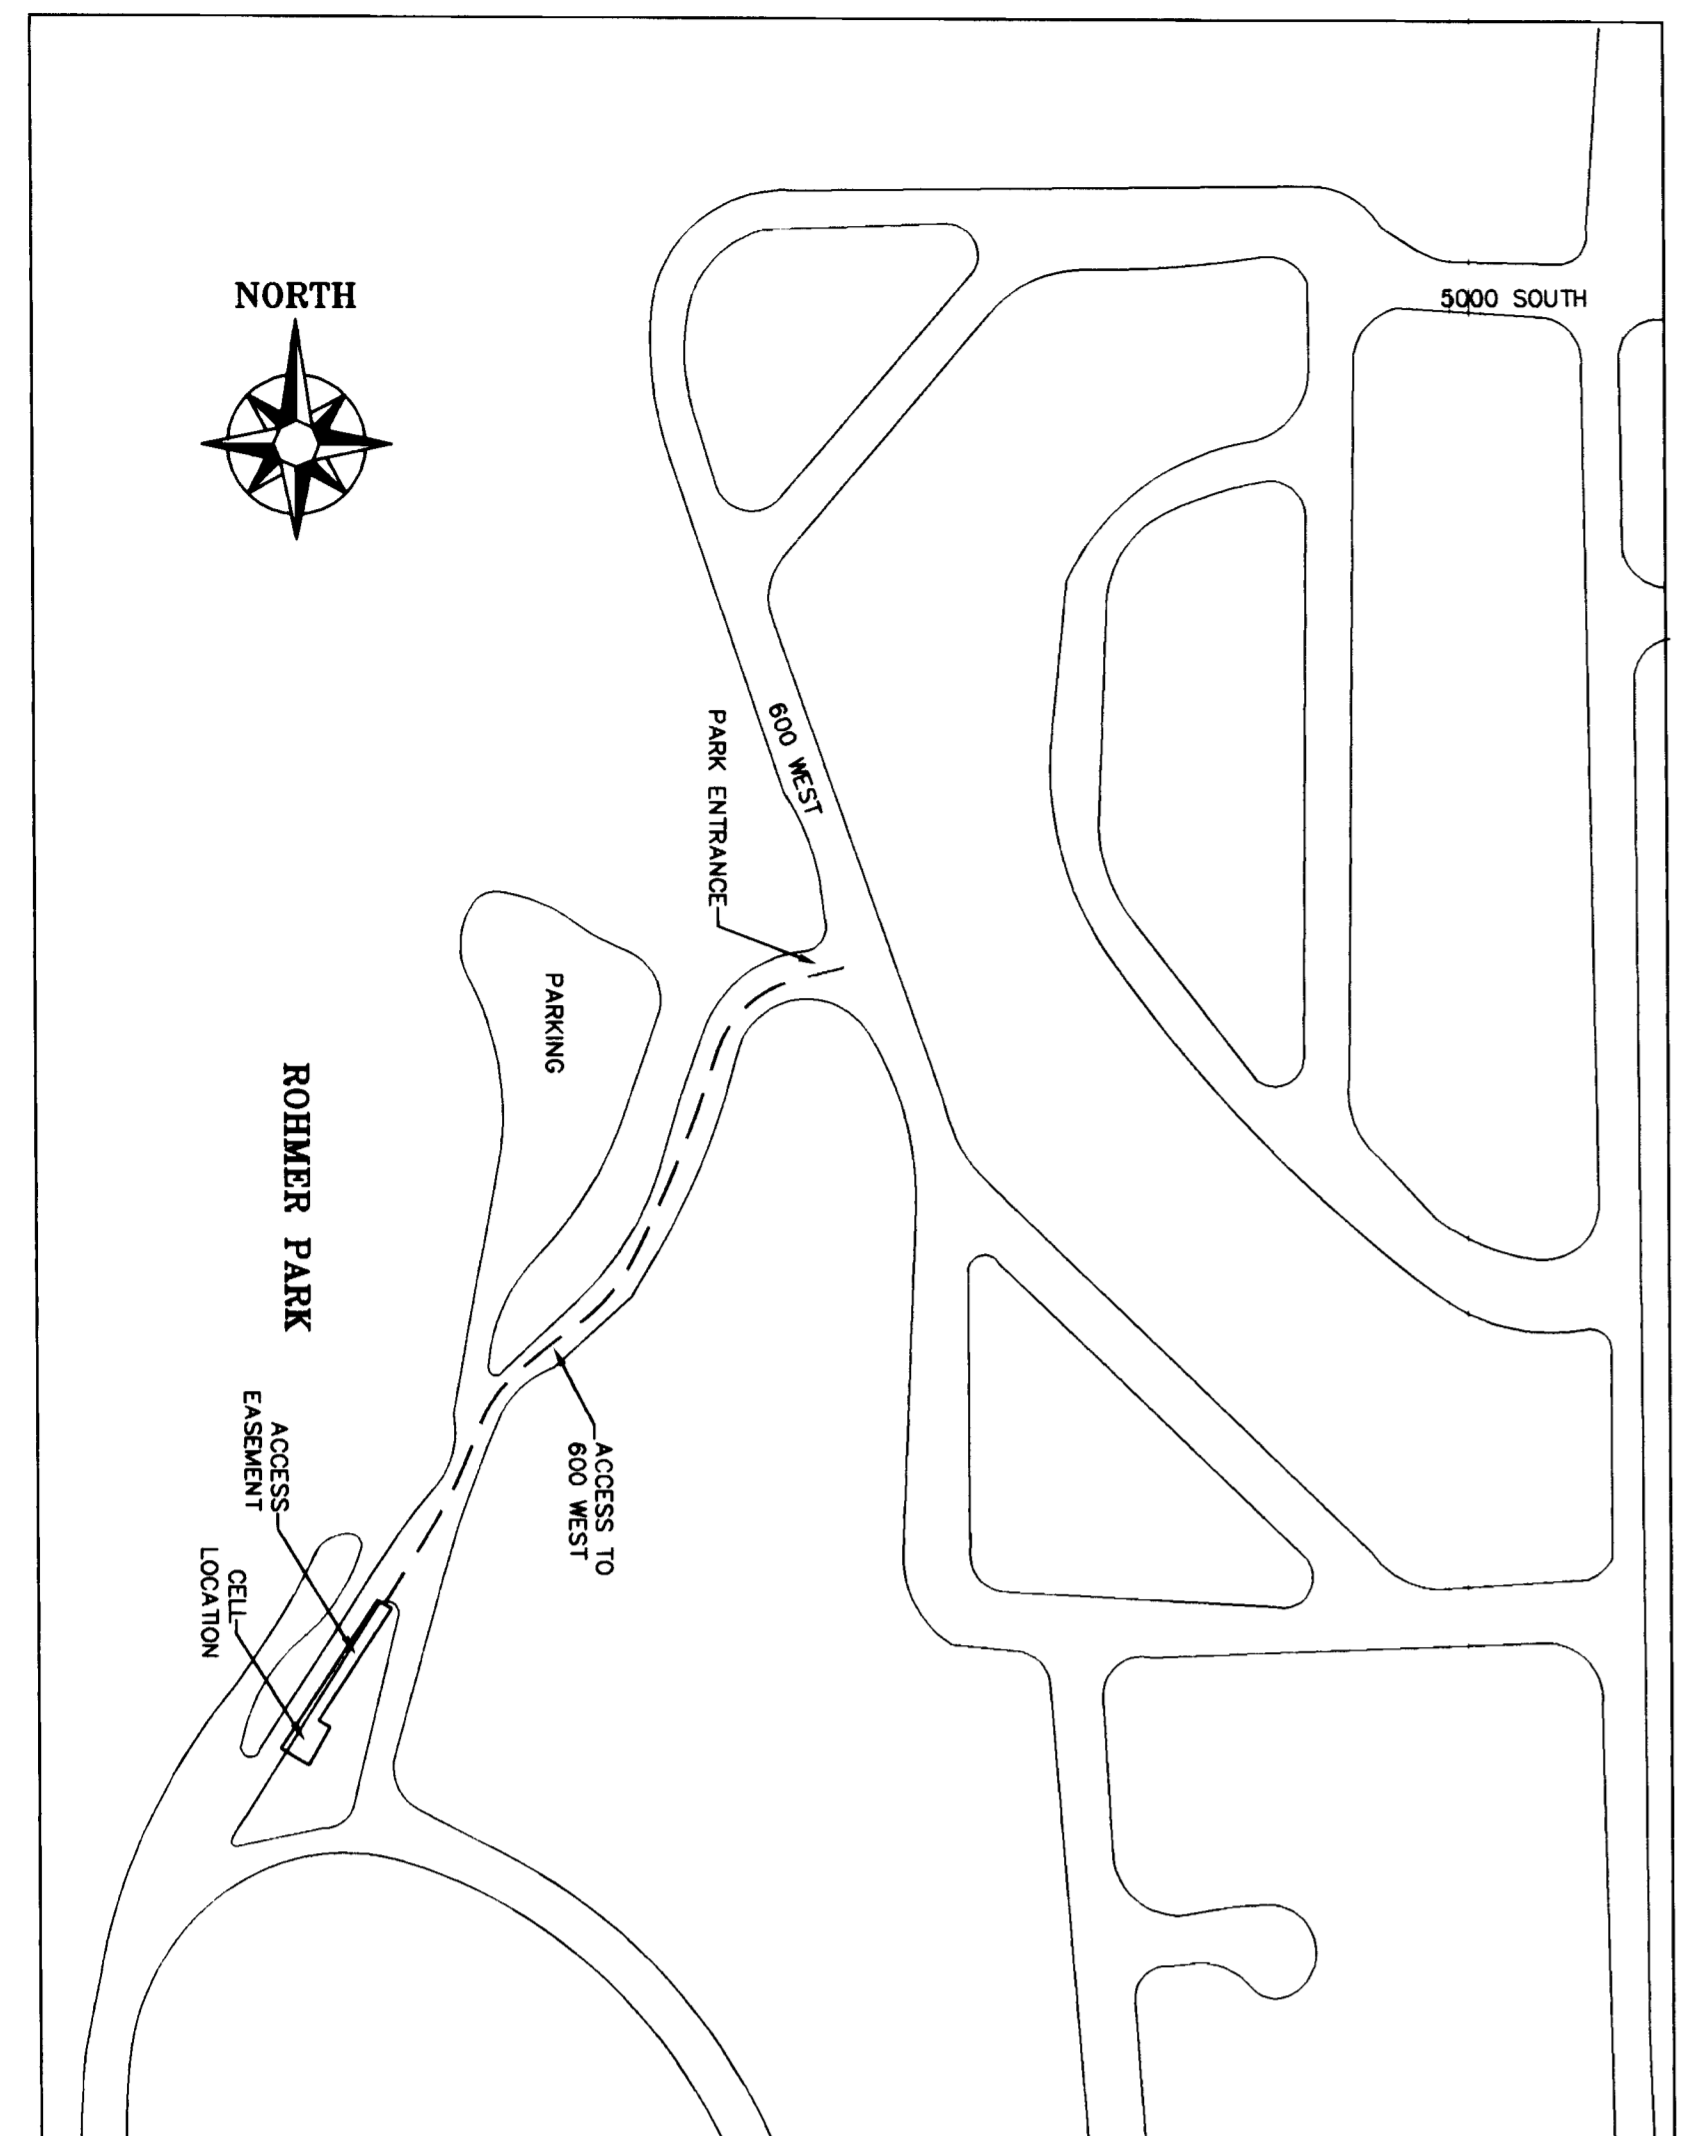 NORTH
5000 SOUTH
600 WEST
PARK ENTRANCE
PARKING
ROHMER PARK
ACCESS TO
600 WEST
ACCESS
EASEMENT
CELL
LOCATION